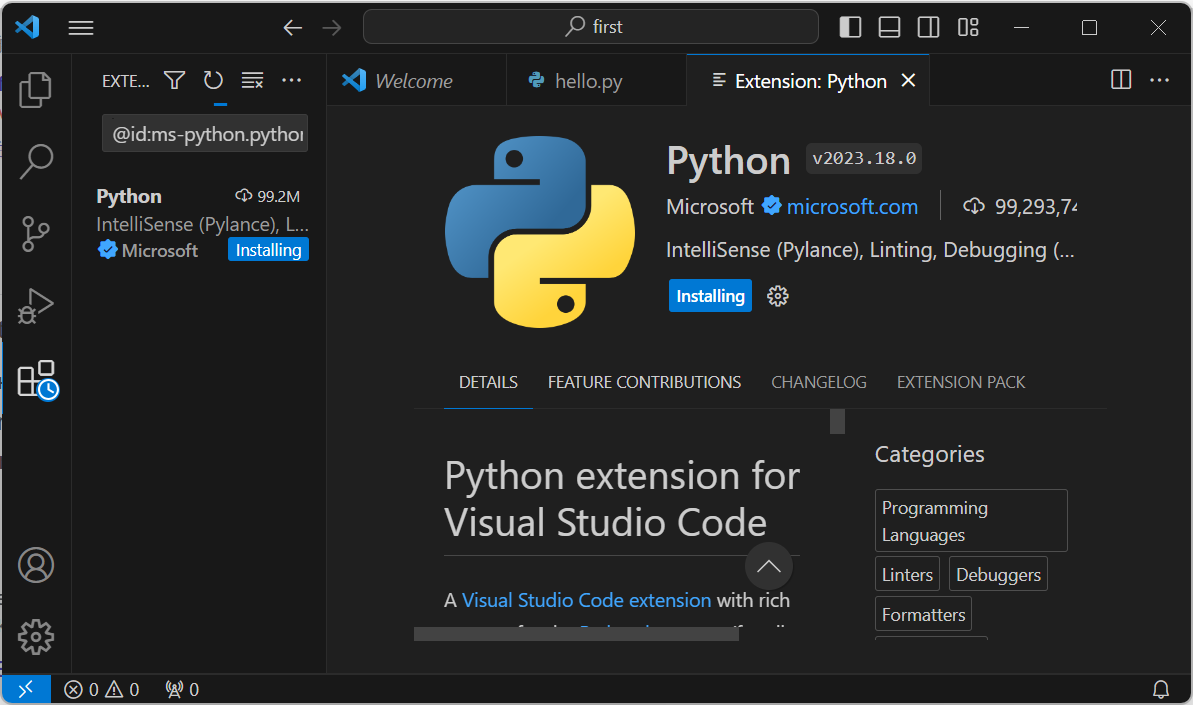 first
EXTE...
Welcome
hello.py
Extension: Python
@id:ms-python.python
Python
99.2M
IntelliSense (Pylance), L...
Microsoft
Installing
Python
v2023.18.0
Microsoft
microsoft.com
99,293,74
IntelliSense (Pylance), Linting, Debugging (...
Installing
DETAILS
FEATURE CONTRIBUTIONS
CHANGELOG
EXTENSION PACK
Python extension for
Visual Studio Code
A Visual Studio Code extension with rich
Categories
Programming
Languages
Linters
Debuggers
Formatters
0
0
0